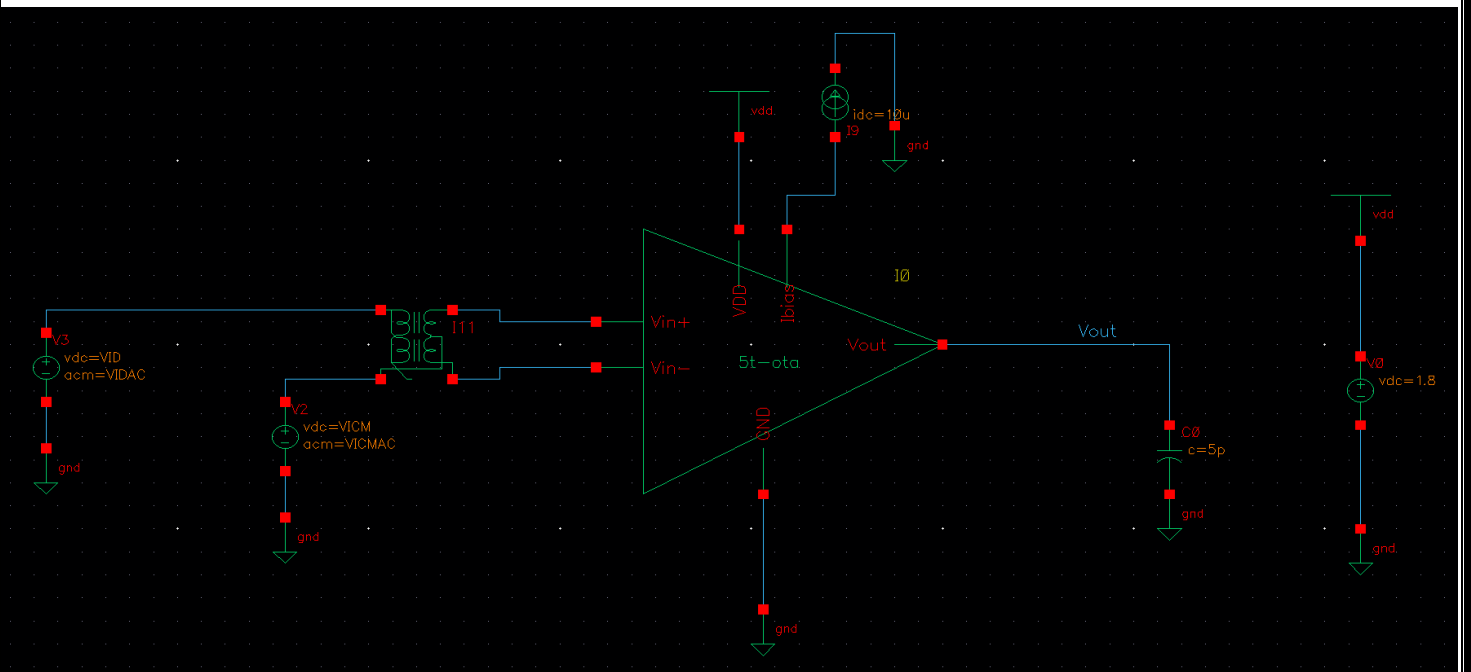 vdd
idc=10u
I9
gnd
vdd
I0
VDD
Ibias
I11
Vin+
Vout
Vout
V3
vdc=VID
acm=VIDAC
Vin-
5t-ota
V0
vdc=1.8
V2
vdc=VICM
acm=VICMAC
GND
C0
c=5p
gnd
gnd
gnd
gnd
gnd